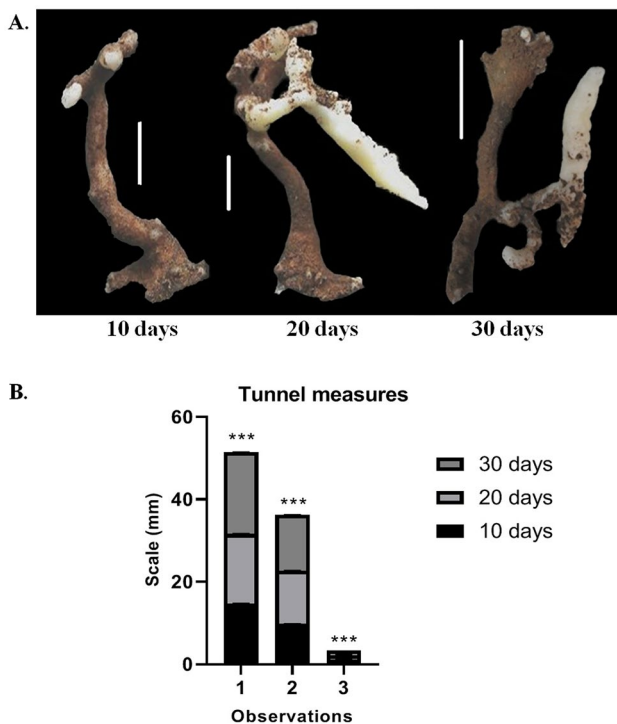 A.
10 days 20 days 30 days
B.
Tunnel measures
60
40
20
0
Scale (mm)
***
***
***
1 2 3
Observations
30 days
20 days
10 days